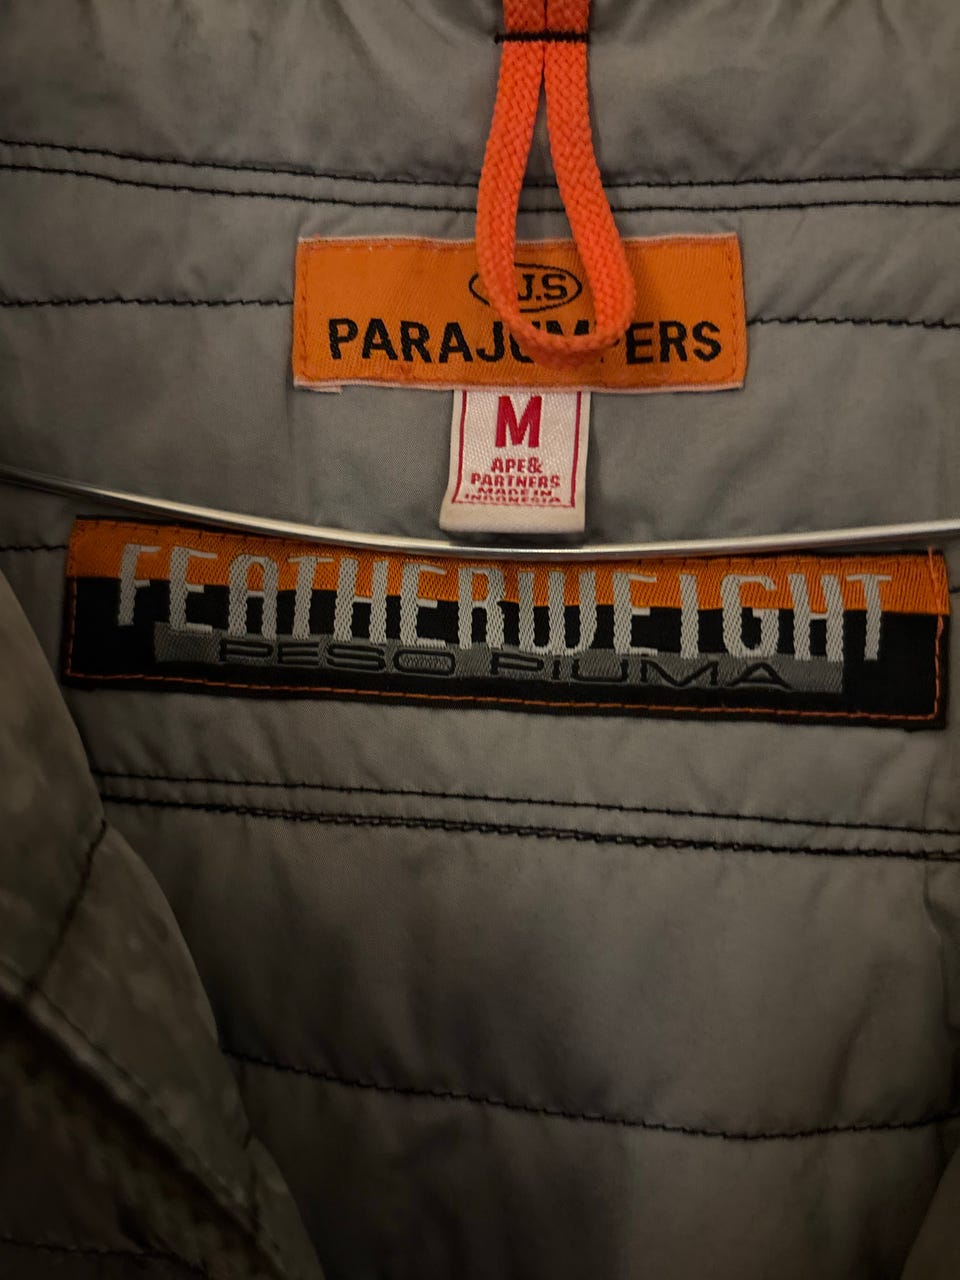 J.S
PARAJUMPERS
M
APE&
PARTNERS
MADE IN
INDONESIA
FEATHERWEIGHT
PESO PIUMA